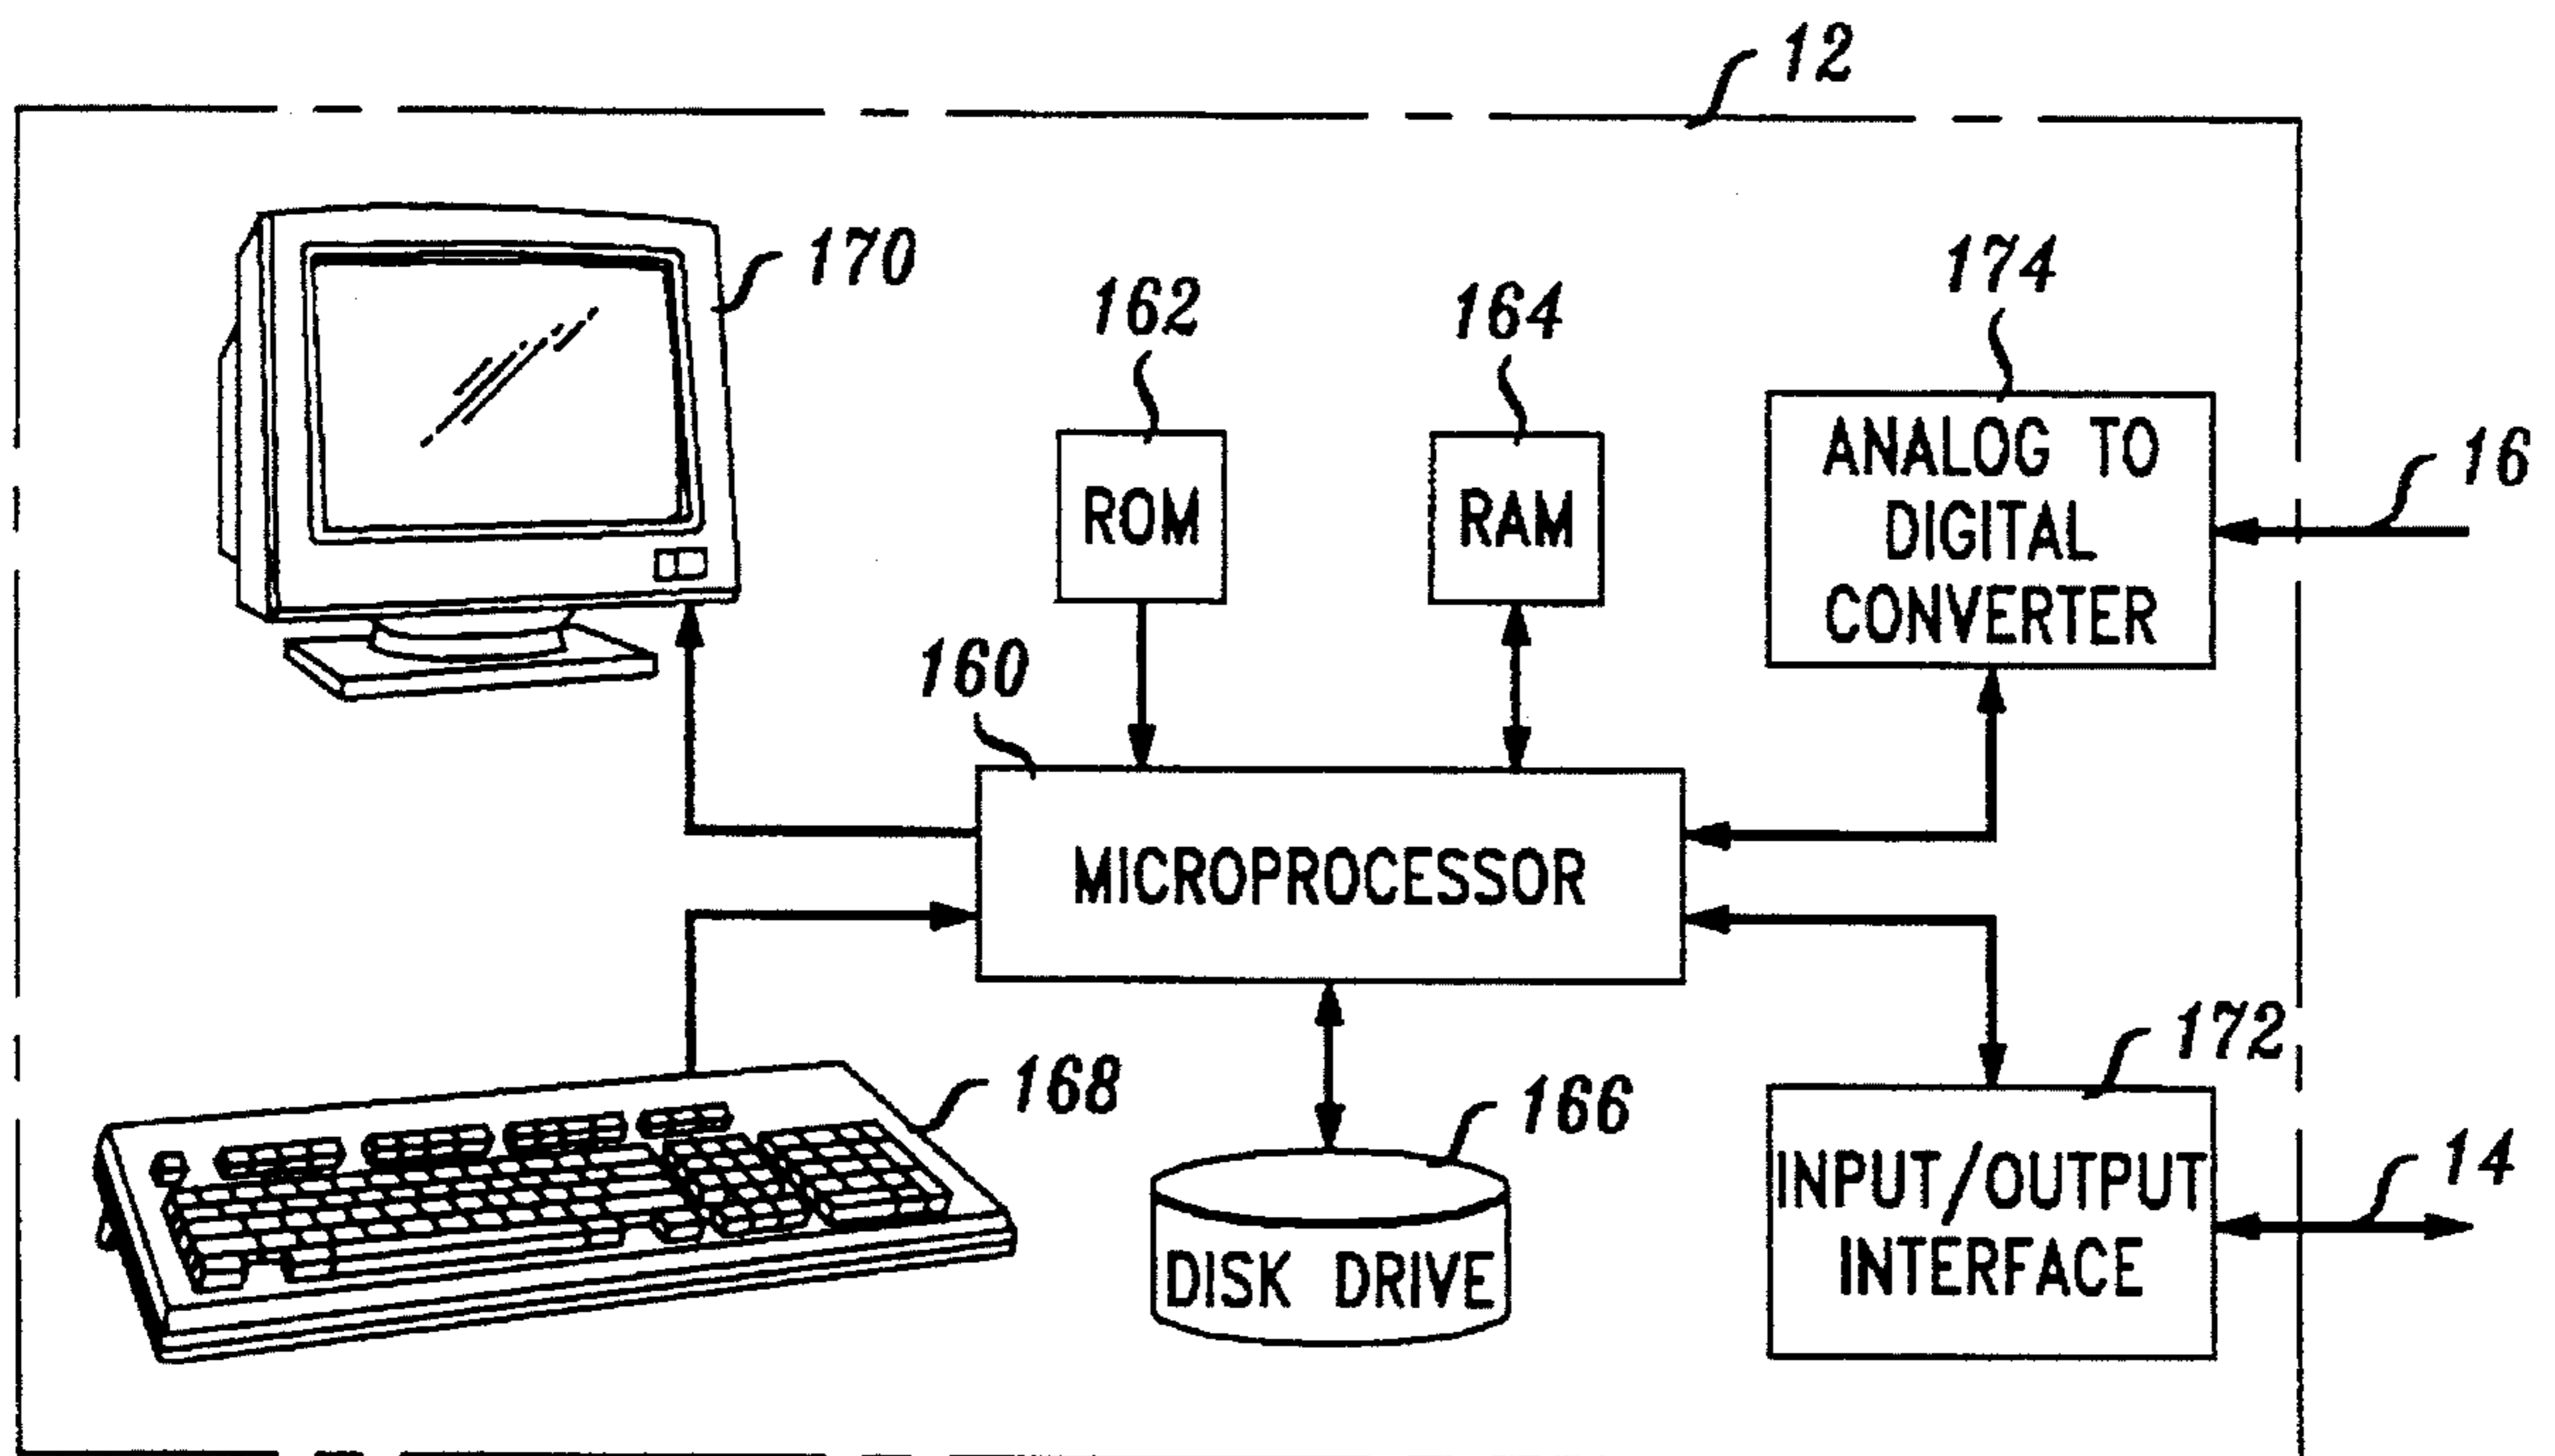 12
170
162
164
174
ROM
RAM
ANALOG TO
DIGITAL
CONVERTER
16
160
MICROPROCESSOR
168
166
172
DISK DRIVE
INPUT/OUTPUT
INTERFACE
14